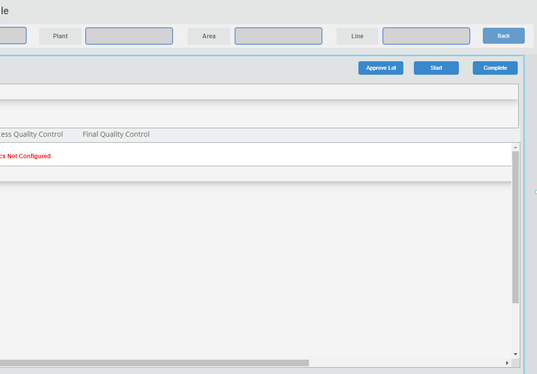 le
Plant Area Line Back
Approve Lot Start Complete
ess Quality Control Final Quality Control
cs Not Configured